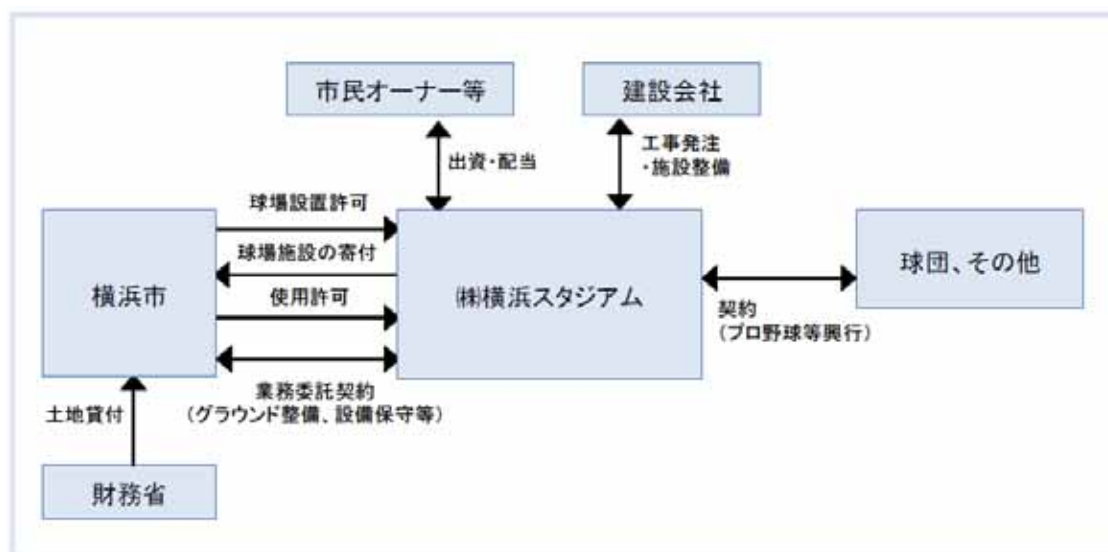 市民オーナー等
建設会社
出資・配当
工事発注
・施設整備
球場設置許可
球場施設の寄付
使用許可
横浜市
㈱横浜スタジアム
球団、その他
契約
（プロ野球等興行）
業務委託契約
（グラウンド整備、設備保守等）
土地貸付
財務省